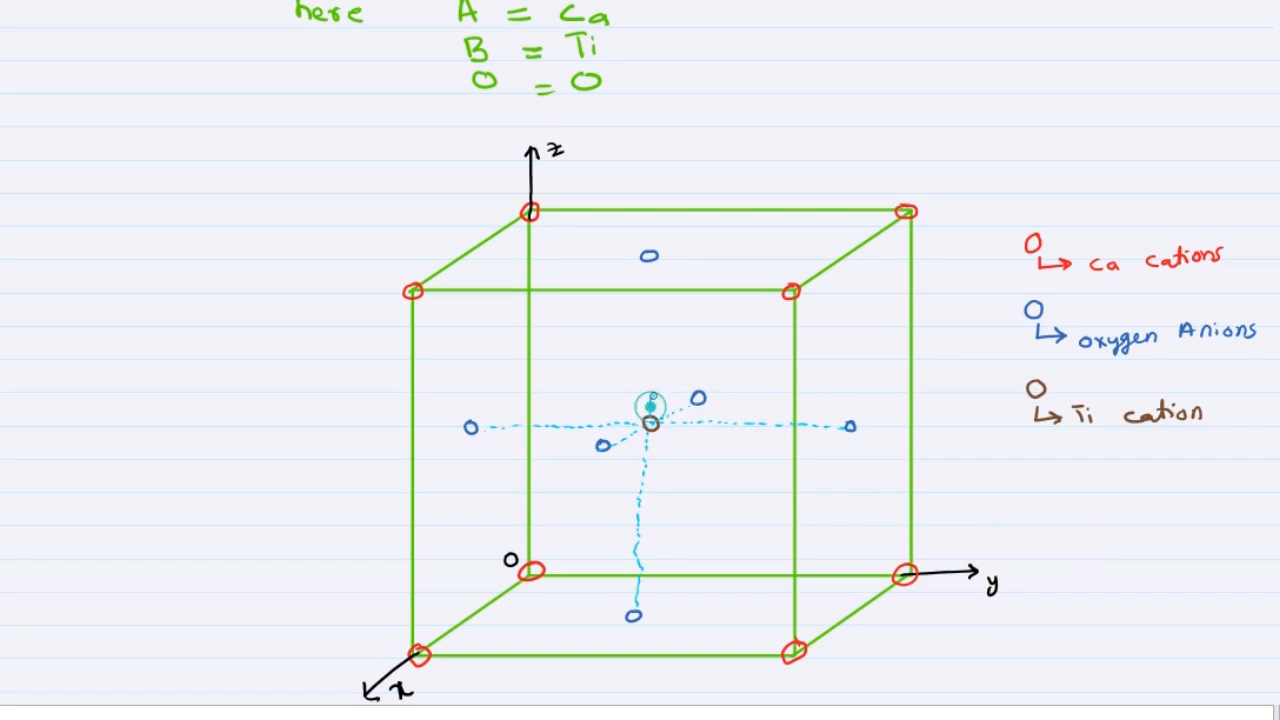 here A = Ca
B = Ti
O = O
z
Ca cations
oxygen Anions
Ti cation
O
y
x